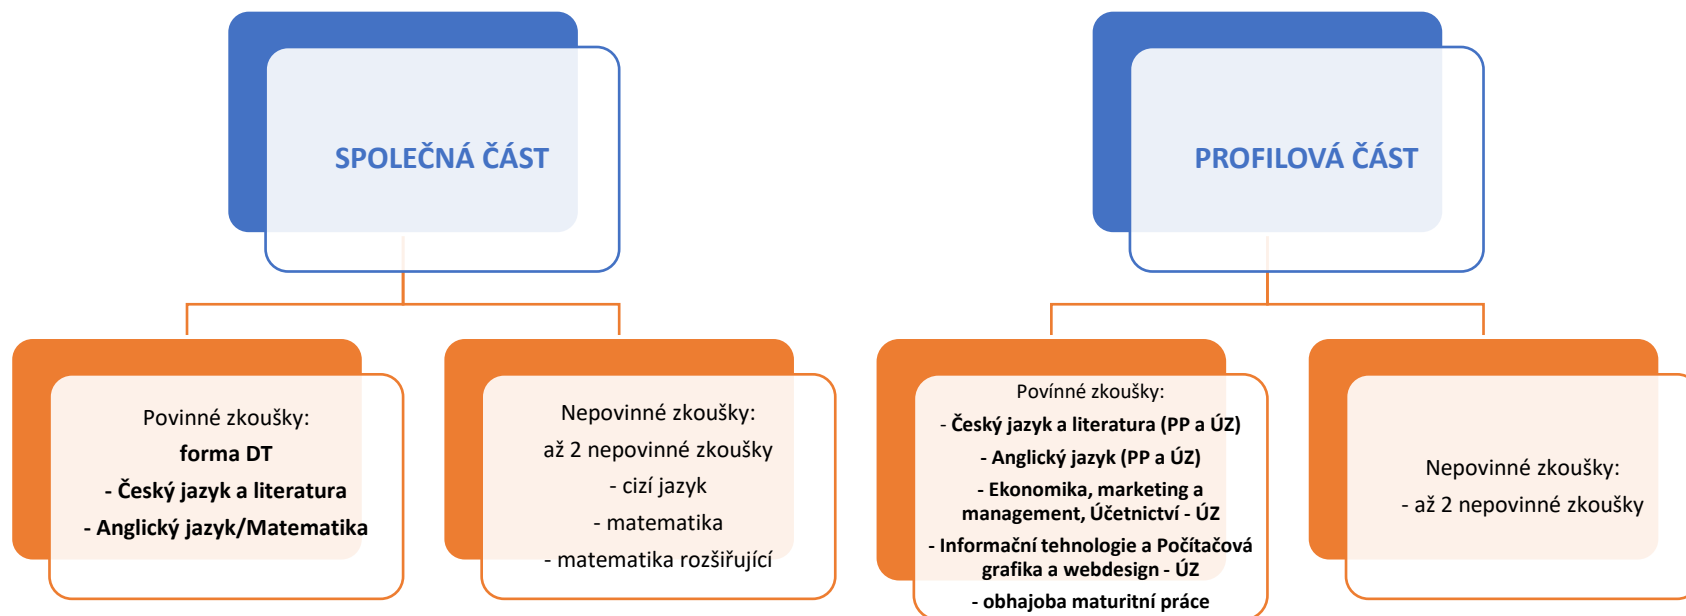 SPOLEČNÁ ČÁST
Povinné zkoušky:
forma DT
- Český jazyk a literatura
- Anglický jazyk/Matematika
Nepovinné zkoušky:
až 2 nepovinné zkoušky
- cizí jazyk
- matematika
- matematika rozšiřující
PROFILOVÁ ČÁST
Povínné zkoušky:
- Český jazyk a literatura (PP a ÚZ)
- Anglický jazyk (PP a ÚZ)
- Ekonomika, marketing a
management, Účetnictví - ÚZ
- Informační tehnologie a Počítačová
grafika a webdesign - ÚZ
- obhajoba maturitní práce
Nepovinné zkoušky:
- až 2 nepovinné zkoušky